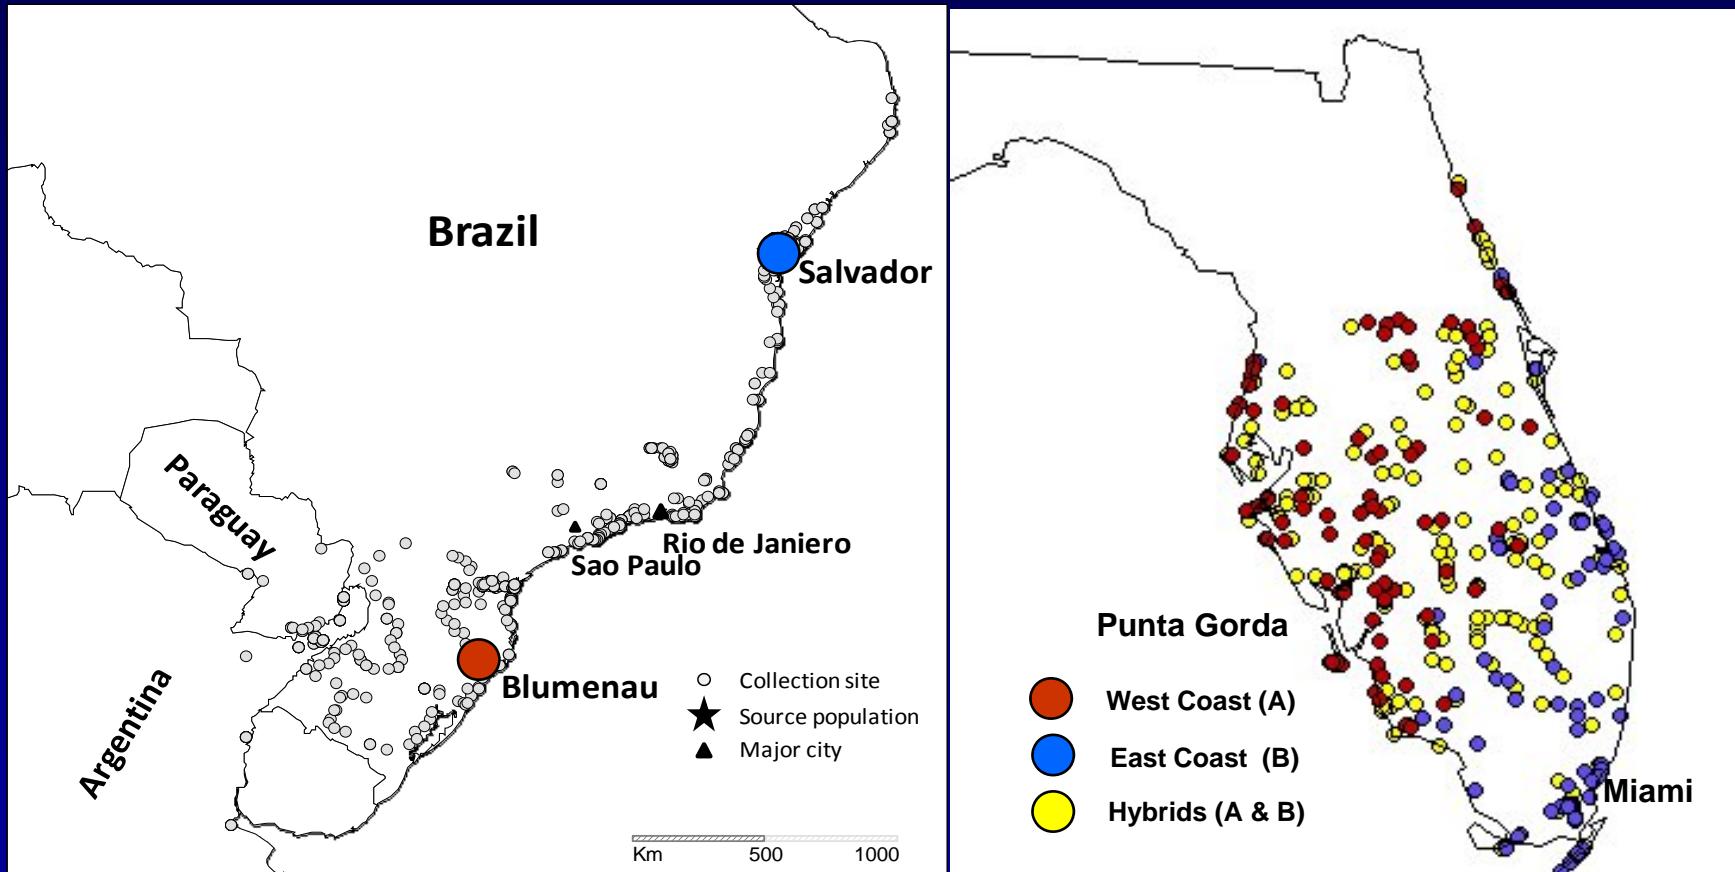 Brazil
Salvador
Paraguay
Rio de Janiero
Sao Paulo
Blumenau
Argentina
Collection site
Source population
Major city
Km 500 1000
Punta Gorda
West Coast (A)
East Coast (B)
Hybrids (A & B)
Miami